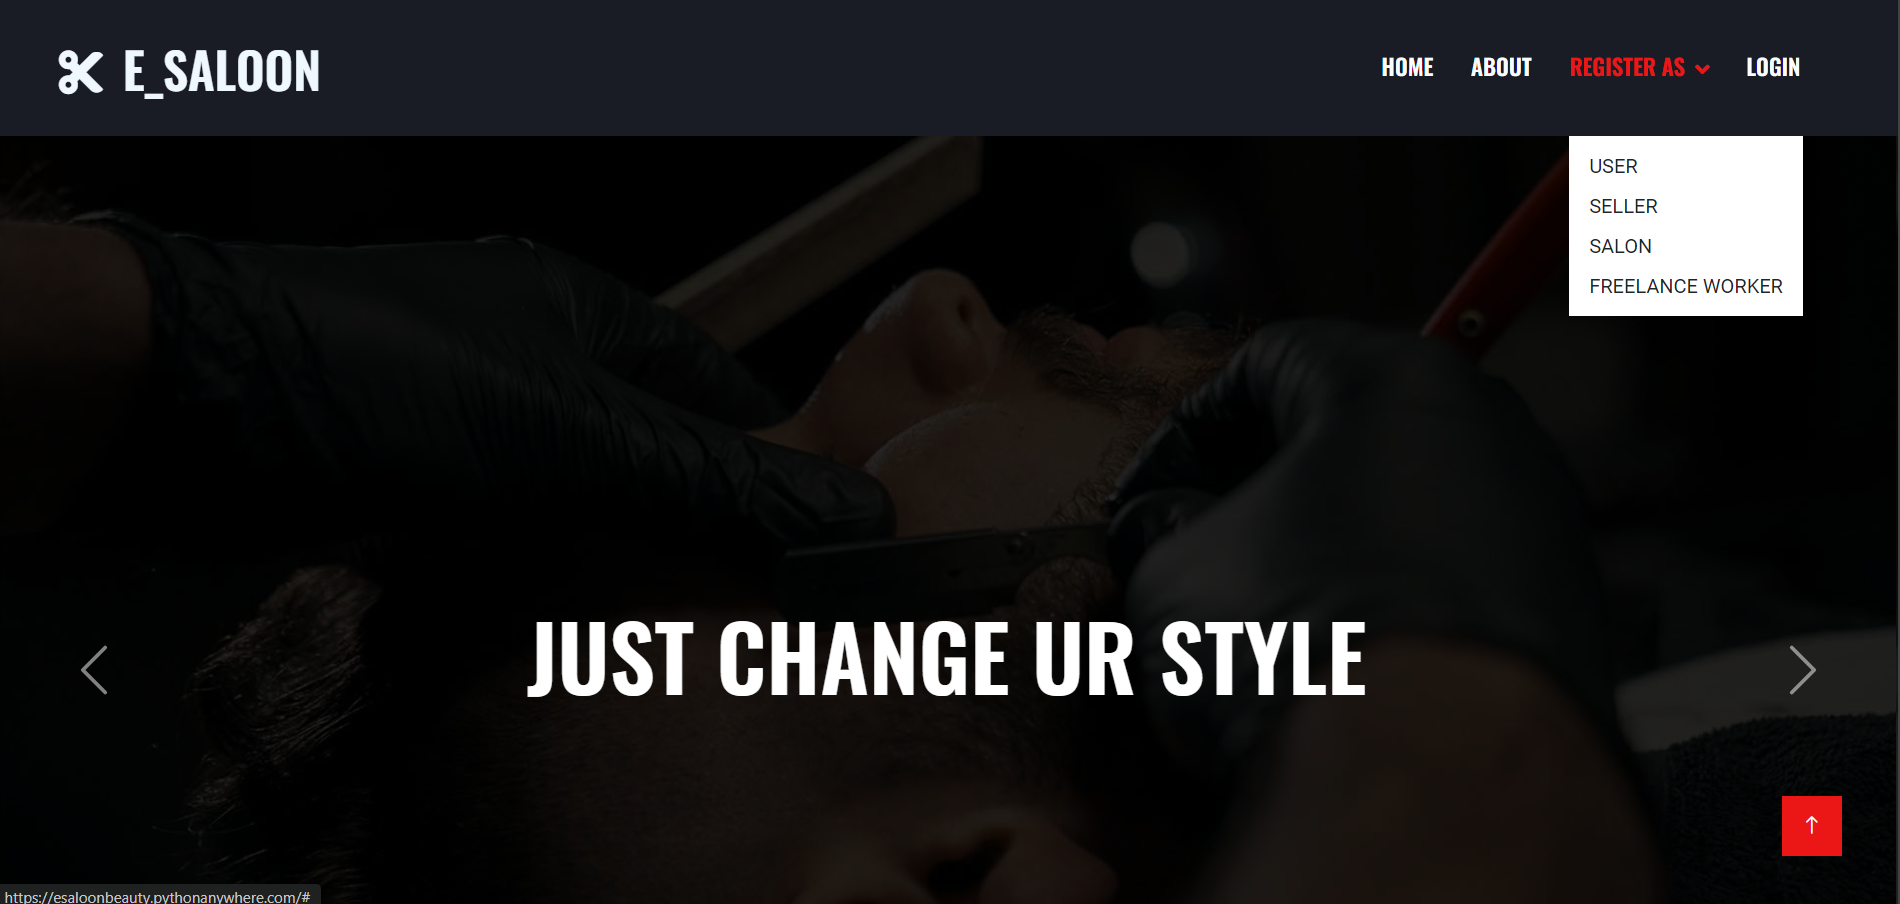 E_SALOON
HOME ABOUT REGISTER AS LOGIN
USER
SELLER
SALON
FREELANCE WORKER
JUST CHANGE UR STYLE
https://esaloonbeauty.pythonanywhere.com/#